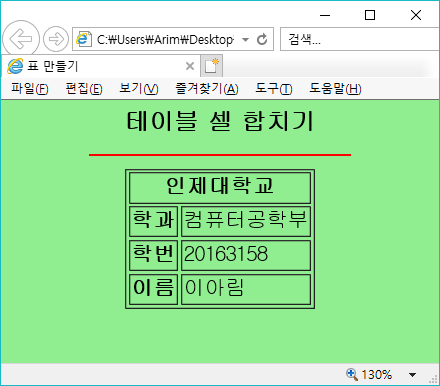 C:\Users\Arim\Desktop
검색...
표 만들기
파일(F) 편집(E) 보기(V) 즐겨찾기(A) 도구(T) 도움말(H)
테이블 셀 합치기
인제대학교
학과 컴퓨터공학부
학번 20163158
이름 이아림
130%